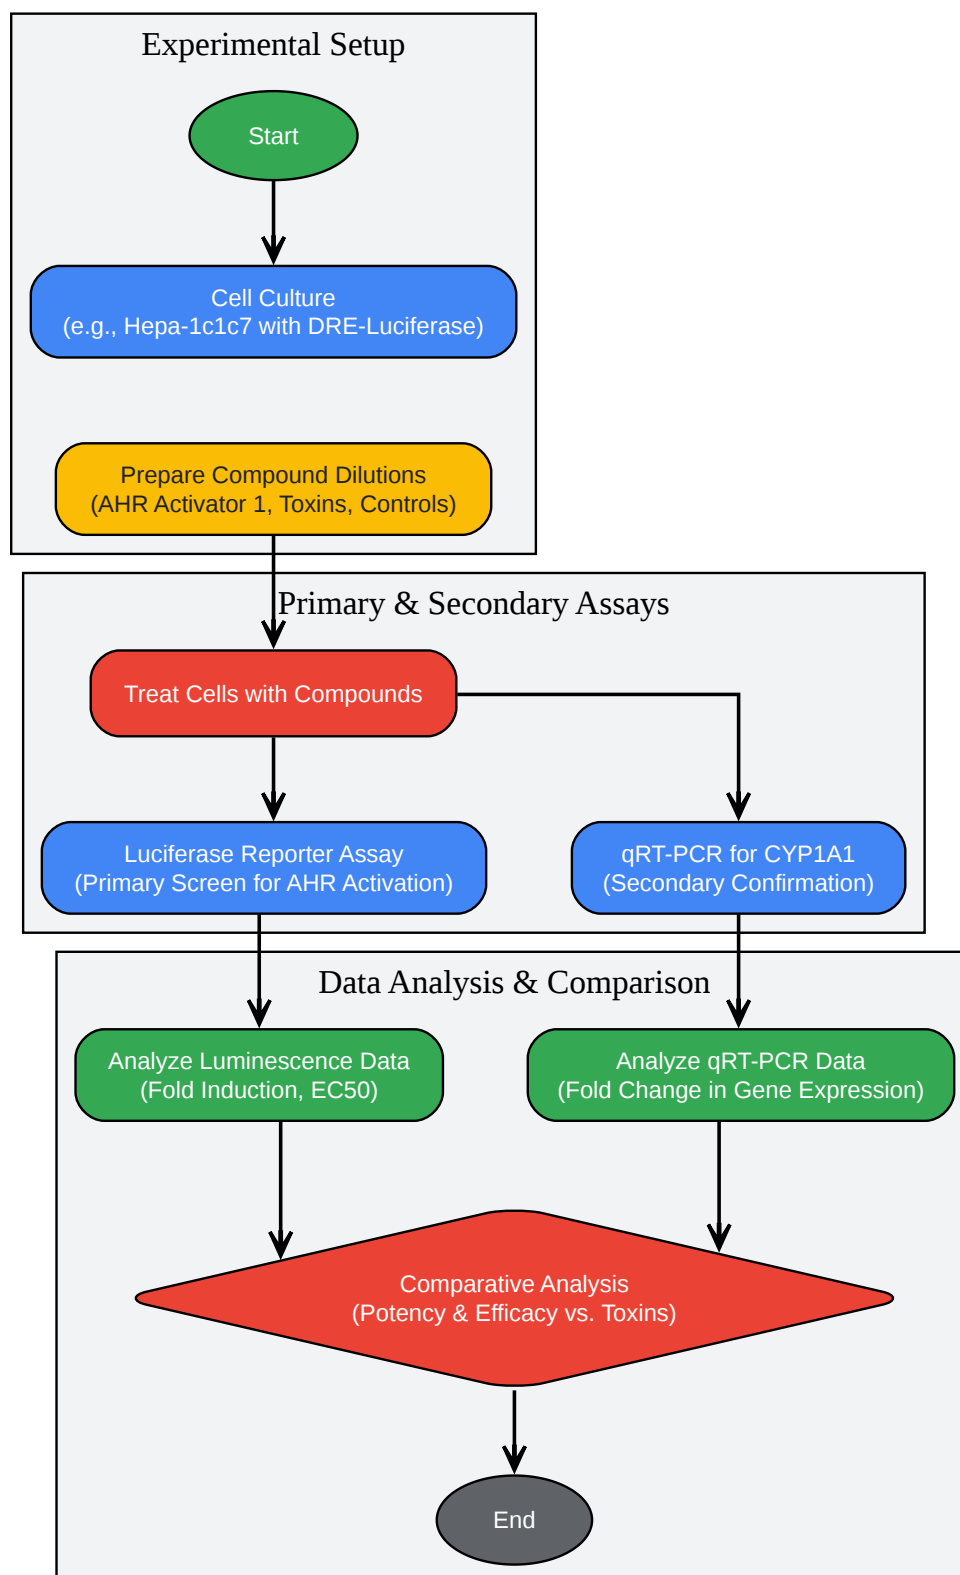 Experimental Setup
Start
Cell Culture
(e.g., Hepa-1c1c7 with DRE-Luciferase)
Prepare Compound Dilutions
(AHR Activator 1, Toxins, Controls)
Primary & Secondary Assays
Treat Cells with Compounds
Luciferase Reporter Assay
(Primary Screen for AHR Activation)
qRT-PCR for CYP1A1
(Secondary Confirmation)
Data Analysis & Comparison
Analyze Luminescence Data
(Fold Induction, EC50)
Analyze qRT-PCR Data
(Fold Change in Gene Expression)
Comparative Analysis
(Potency & Efficacy vs. Toxins)
End